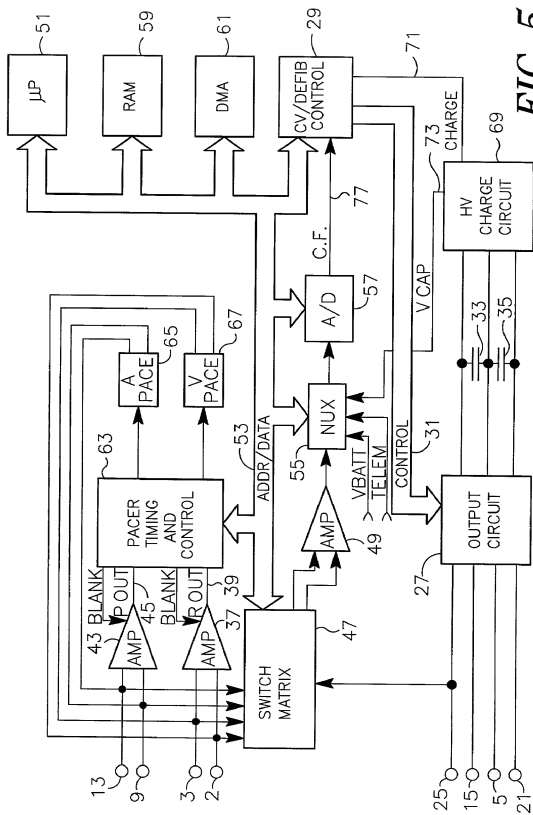 51
μP
59
RAM
61
DMA
29
CV/DEFIB
CONTROL
71
CHARGE
73
69
HV
CHARGE
CIRCUIT
V CAP
77
C.F.
57
A/D
65
A
PACE
67
V
PACE
53
ADDR/DATA
55
NUX
VBATT
TELEM
CONTROL
31
33
35
63
PACER
TIMING
AND
CONTROL
BLANK
P OUT
45
BLANK
R OUT
39
43
AMP
37
AMP
49
AMP
47
SWITCH
MATRIX
27
OUTPUT
CIRCUIT
13
9
3
2
25
15
5
21
FIG. 5